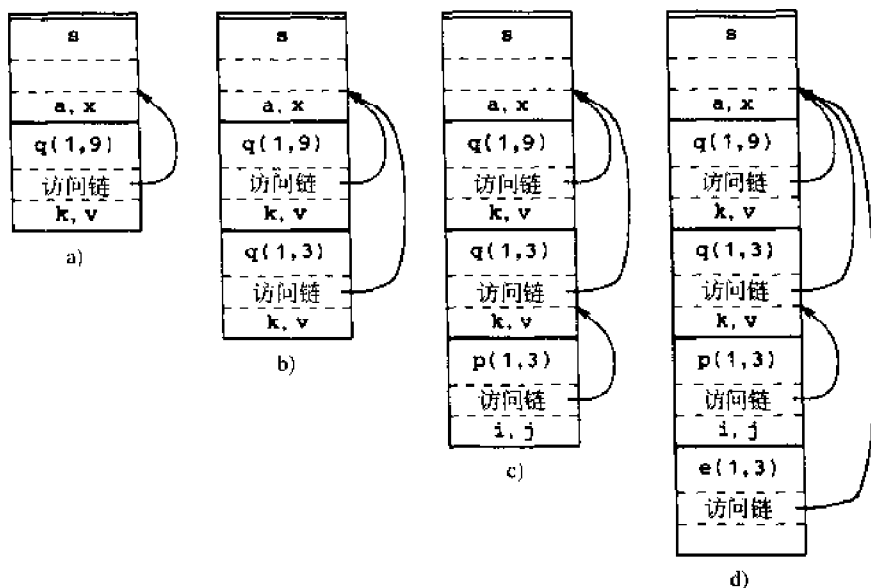 s
a, x
q(1,9)
访问链
k, v
a)
s
a, x
q(1,9)
访问链
k, v
q(1,3)
访问链
k, v
b)
s
a, x
q(1,9)
访问链
k, v
q(1,3)
访问链
k, v
p(1,3)
访问链
i, j
c)
s
a, x
q(1,9)
访问链
k, v
q(1,3)
访问链
k, v
p(1,3)
访问链
i, j
e(1,3)
访问链
d)